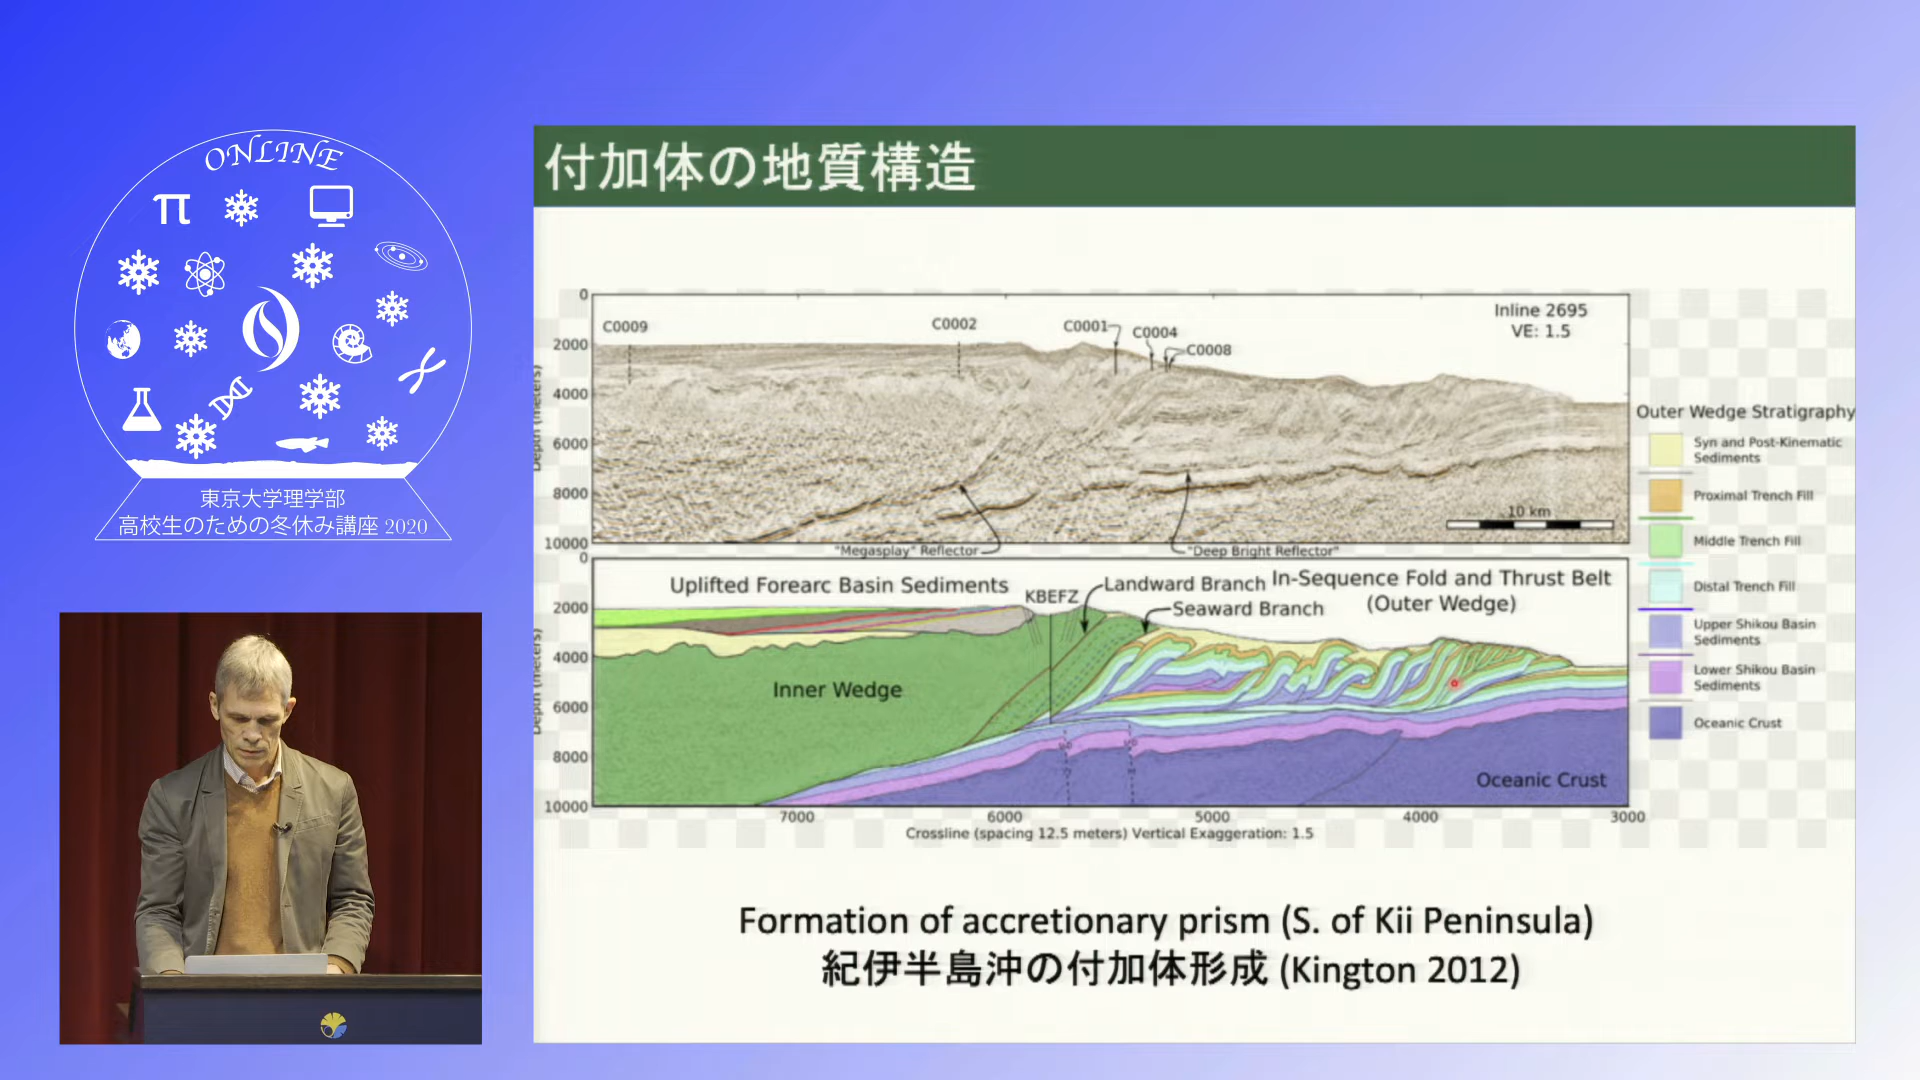 ONLINE
π
東京大学理学部
高校生のための冬休み講座 2020
付加体の地質構造
Inline 2695
VE: 1.5
C0009
C0002
C0001
C0004
C0008
0
2000
4000
6000
8000
10000
Depth (meters)
10 km
"Megasplay" Reflector
"Deep Bright Reflector"
Outer Wedge Stratigraphy
Syn and Post-Kinematic
Sediments
Proximal Trench Fill
Middle Trench Fill
Distal Trench Fill
Upper Shikou Basin
Sediments
Lower Shikou Basin
Sediments
Oceanic Crust
Uplifted Forearc Basin Sediments
KBEFZ
Landward Branch
Seaward Branch
In-Sequence Fold and Thrust Belt
(Outer Wedge)
Inner Wedge
Oceanic Crust
0
2000
4000
6000
8000
10000
Depth (meters)
7000
6000
5000
4000
3000
Crossline (spacing 12.5 meters) Vertical Exaggeration: 1.5
Formation of accretionary prism (S. of Kii Peninsula)
紀伊半島沖の付加体形成 (Kington 2012)